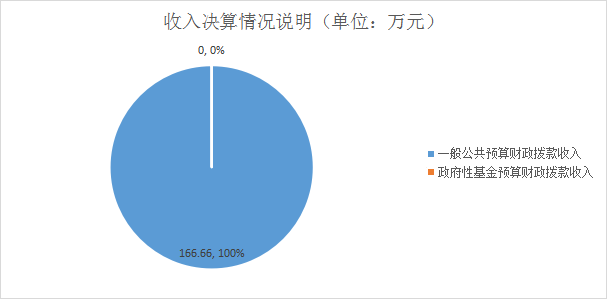 收入决算情况说明（单位：万元）
0, 0%
166.66, 100%
一般公共预算财政拨款收入
政府性基金预算财政拨款收入